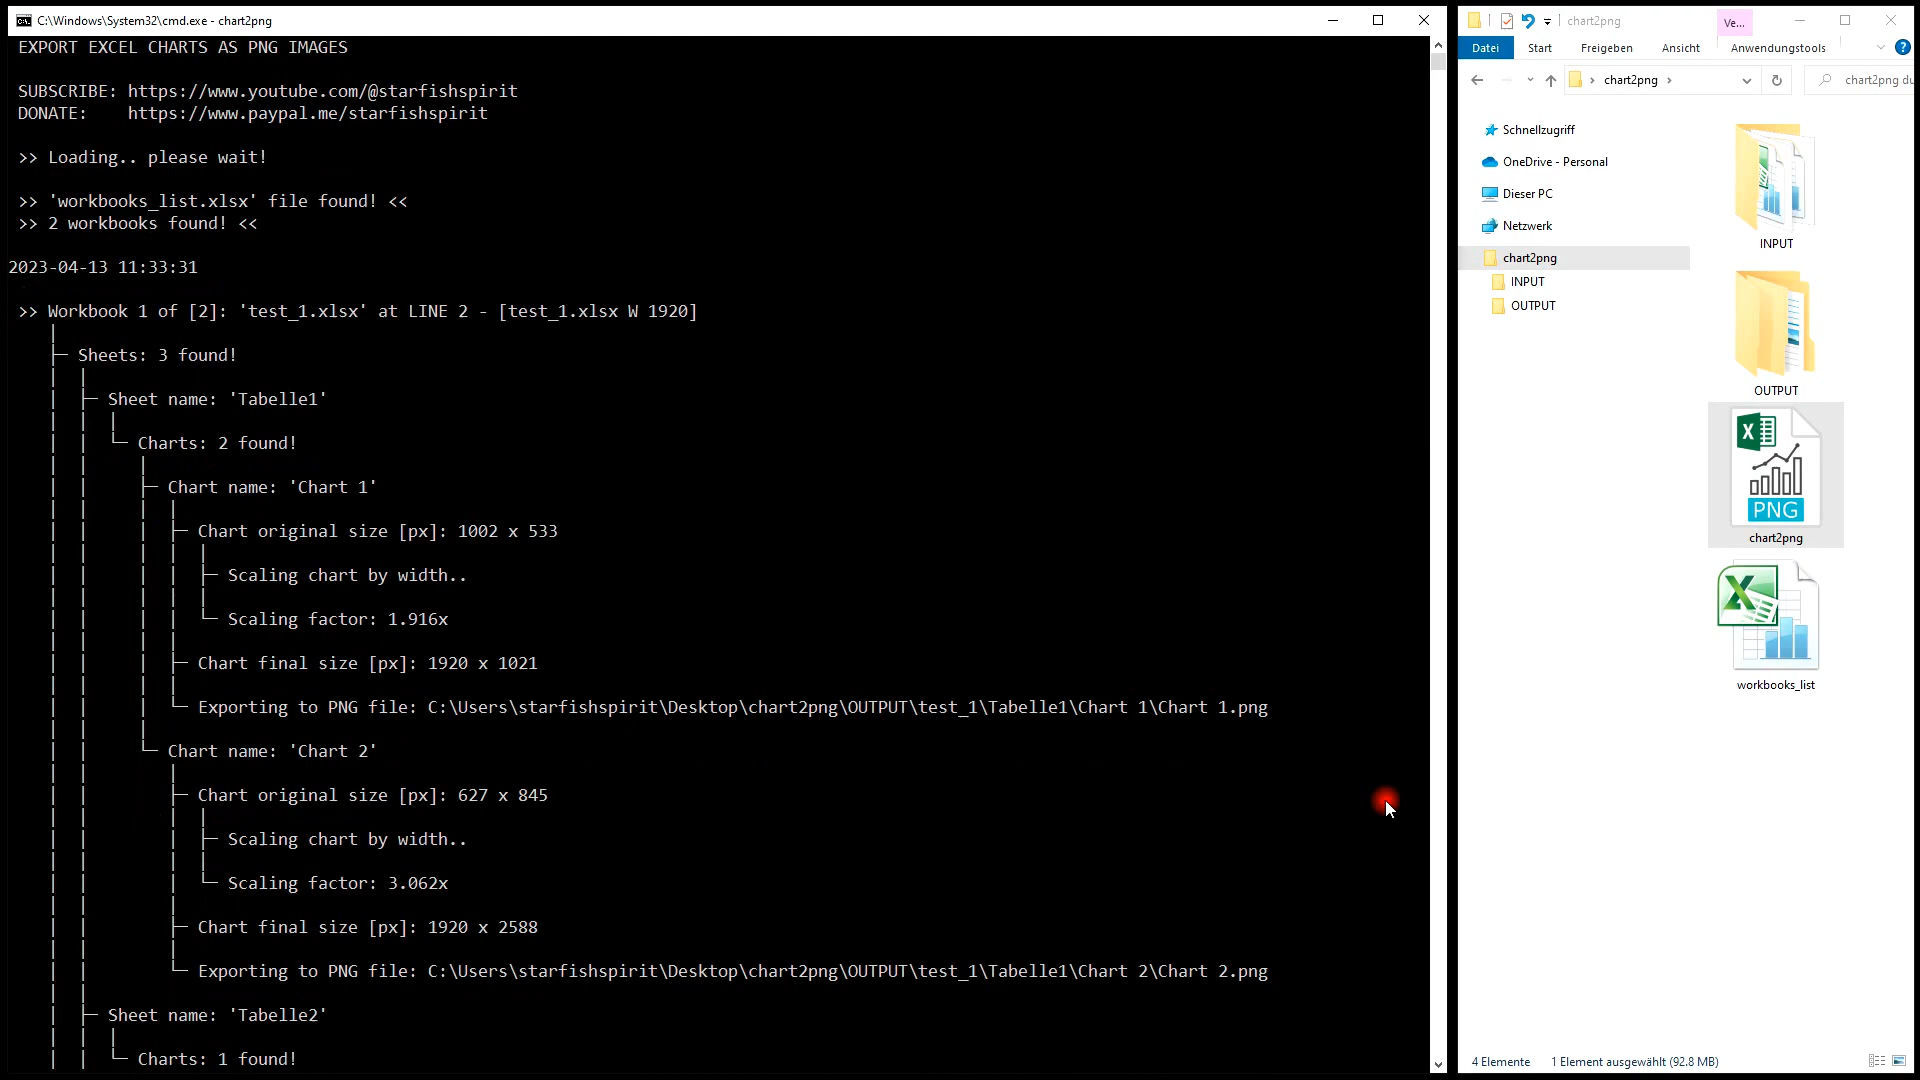 C:\Windows\System32\cmd.exe - chart2png
EXPORT EXCEL CHARTS AS PNG IMAGES
SUBSCRIBE: https://www.youtube.com/@starfishspirit
DONATE: https://www.paypal.me/starfishspirit
>> Loading.. please wait!
>> 'workbooks_list.xlsx' file found! <<
>> 2 workbooks found! <<
2023-04-13 11:33:31
>> Workbook 1 of [2]: 'test_1.xlsx' at LINE 2 - [test_1.xlsx W 1920]
Sheets: 3 found!
Sheet name: 'Tabelle1'
Charts: 2 found!
Chart name: 'Chart 1'
Chart original size [px]: 1002 x 533
Scaling chart by width..
Scaling factor: 1.916x
Chart final size [px]: 1920 x 1021
Exporting to PNG file: C:\Users\starfishspirit\Desktop\chart2png\OUTPUT\test_1\Tabelle1\Chart 1\Chart 1.png
Chart name: 'Chart 2'
Chart original size [px]: 627 x 845
Scaling chart by width..
Scaling factor: 3.062x
Chart final size [px]: 1920 x 2588
Exporting to PNG file: C:\Users\starfishspirit\Desktop\chart2png\OUTPUT\test_1\Tabelle1\Chart 2\Chart 2.png
Sheet name: 'Tabelle2'
Charts: 1 found!
chart2png
Ve...
Datei Start Freigeben Ansicht Anwendungstools
chart2png
chart2png du
Schnellzugriff
OneDrive - Personal
Dieser PC
Netzwerk
chart2png
INPUT
OUTPUT
INPUT
OUTPUT
PNG
chart2png
workbooks_list
4 Elemente 1 Element ausgewählt (92.8 MB)